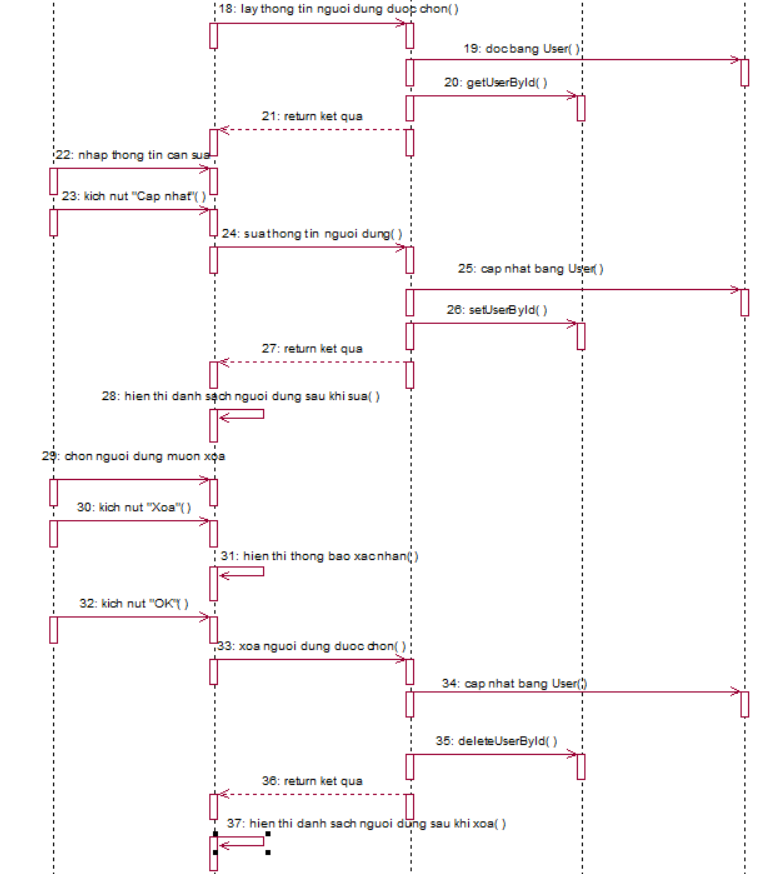 18: lay thong tin nguoi dung duoc chon( )
19: doc bang User( )
20: getUserById( )
21: return ket qua
22: nhap thong tin can sua
23: kich nut "Cap nhat"( )
24: sua thong tin nguoi dung( )
25: cap nhat bang User( )
26: setUserById( )
27: return ket qua
28: hien thi danh sach nguoi dung sau khi sua( )
29: chon nguoi dung muon xoa
30: kich nut "Xoa"( )
31: hien thi thong bao xac nhan( )
32: kich nut "OK"( )
33: xoa nguoi dung duoc chon( )
34: cap nhat bang User( )
35: deleteUserById( )
36: return ket qua
37: hien thi danh sach nguoi dung sau khi xoa( )